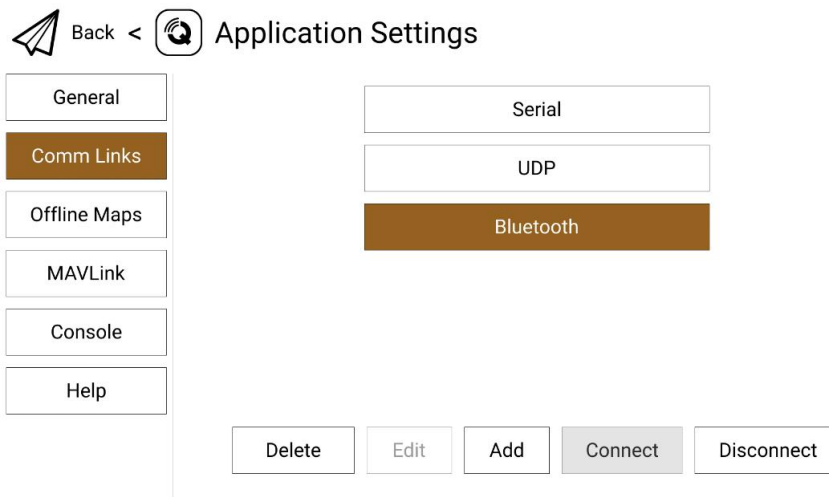 Back < Application Settings
General
Comm Links
Offline Maps
MAVLink
Console
Help
Serial
UDP
Bluetooth
Delete Edit Add Connect Disconnect